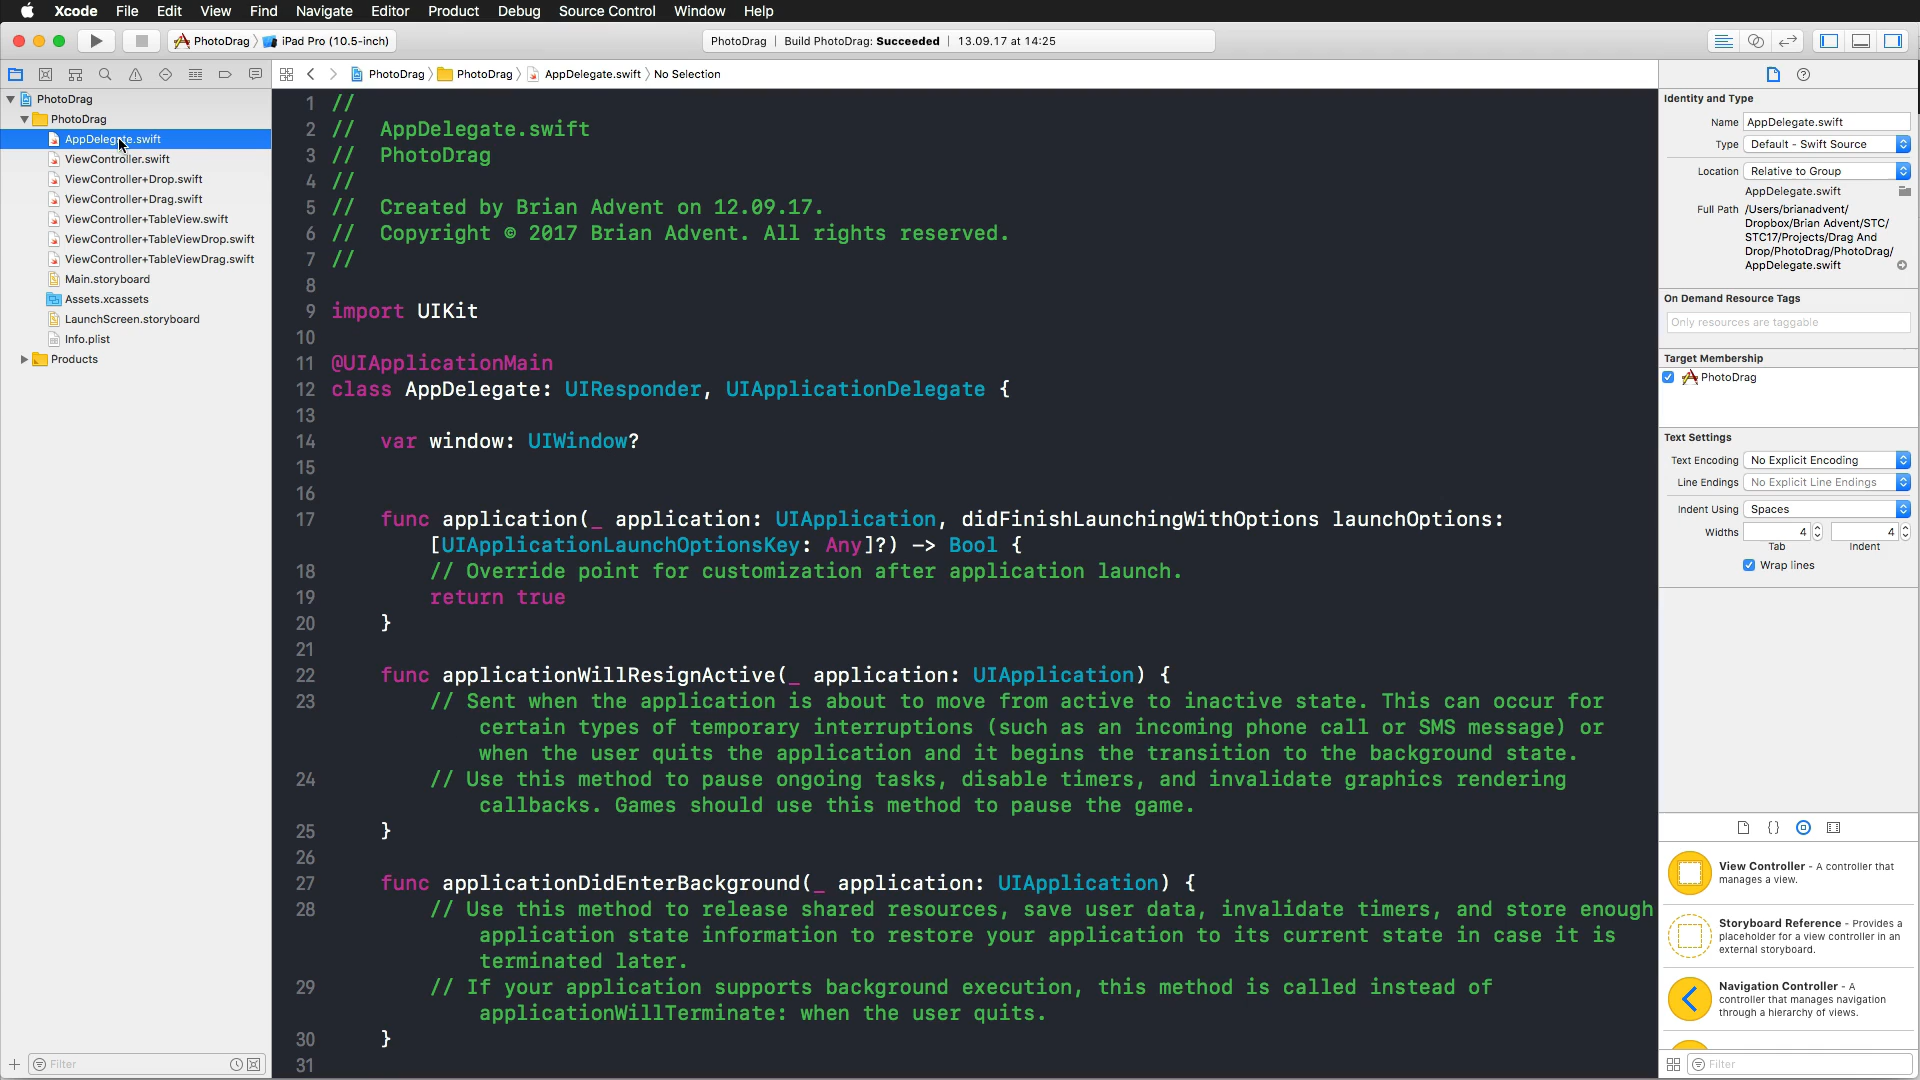 Xcode File Edit View Find Navigate Editor Product Debug Source Control Window Help
PhotoDrag iPad Pro (10.5-inch)
PhotoDrag | Build PhotoDrag: Succeeded | 13.09.17 at 14:25
PhotoDrag PhotoDrag AppDelegate.swift No Selection
PhotoDrag
PhotoDrag
AppDelegate.swift
ViewController.swift
ViewController+Drop.swift
ViewController+Drag.swift
ViewController+TableView.swift
ViewController+TableViewDrop.swift
ViewController+TableViewDrag.swift
Main.storyboard
Assets.xcassets
LaunchScreen.storyboard
Info.plist
Products
Filter
1 //
2 // AppDelegate.swift
3 // PhotoDrag
4 //
5 // Created by Brian Advent on 12.09.17.
6 // Copyright © 2017 Brian Advent. All rights reserved.
7 //
8
9 import UIKit
10
11 @UIApplicationMain
12 class AppDelegate: UIResponder, UIApplicationDelegate {
13
14 var window: UIWindow?
15
16
17 func application(_ application: UIApplication, didFinishLaunchingWithOptions launchOptions:
[UIApplicationLaunchOptionsKey: Any]?) -> Bool {
18 // Override point for customization after application launch.
19 return true
20 }
21
22 func applicationWillResignActive(_ application: UIApplication) {
23 // Sent when the application is about to move from active to inactive state. This can occur for
certain types of temporary interruptions (such as an incoming phone call or SMS message) or
when the user quits the application and it begins the transition to the background state.
24 // Use this method to pause ongoing tasks, disable timers, and invalidate graphics rendering
callbacks. Games should use this method to pause the game.
25 }
26
27 func applicationDidEnterBackground(_ application: UIApplication) {
28 // Use this method to release shared resources, save user data, invalidate timers, and store enough
application state information to restore your application to its current state in case it is
terminated later.
29 // If your application supports background execution, this method is called instead of
applicationWillTerminate: when the user quits.
30 }
31
Identity and Type
Name AppDelegate.swift
Type Default - Swift Source
Location Relative to Group
AppDelegate.swift
Full Path /Users/brianadvent/
Dropbox/Brian Advent/STC/
STC17/Projects/Drag And
Drop/PhotoDrag/PhotoDrag/
AppDelegate.swift
On Demand Resource Tags
Only resources are taggable
Target Membership
PhotoDrag
Text Settings
Text Encoding No Explicit Encoding
Line Endings No Explicit Line Endings
Indent Using Spaces
Widths 4 4
Tab Indent
Wrap lines
View Controller - A controller that
manages a view.
Storyboard Reference - Provides a
placeholder for a view controller in an
external storyboard.
Navigation Controller - A
controller that manages navigation
through a hierarchy of views.
Filter